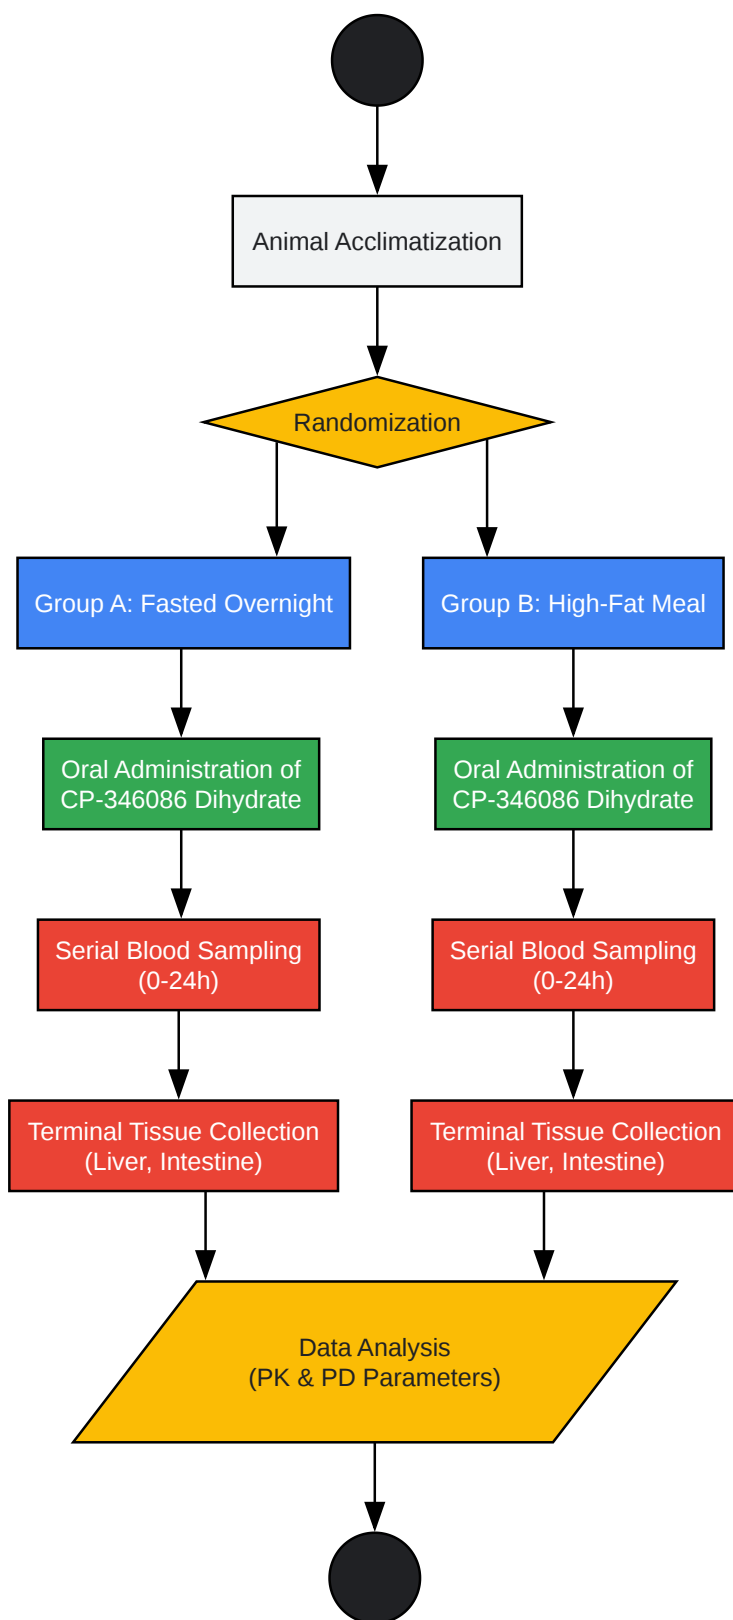 Animal Acclimatization
Randomization
Group A: Fasted Overnight
Group B: High-Fat Meal
Oral Administration of
CP-346086 Dihydrate
Oral Administration of
CP-346086 Dihydrate
Serial Blood Sampling
(0-24h)
Serial Blood Sampling
(0-24h)
Terminal Tissue Collection
(Liver, Intestine)
Terminal Tissue Collection
(Liver, Intestine)
Data Analysis
(PK & PD Parameters)